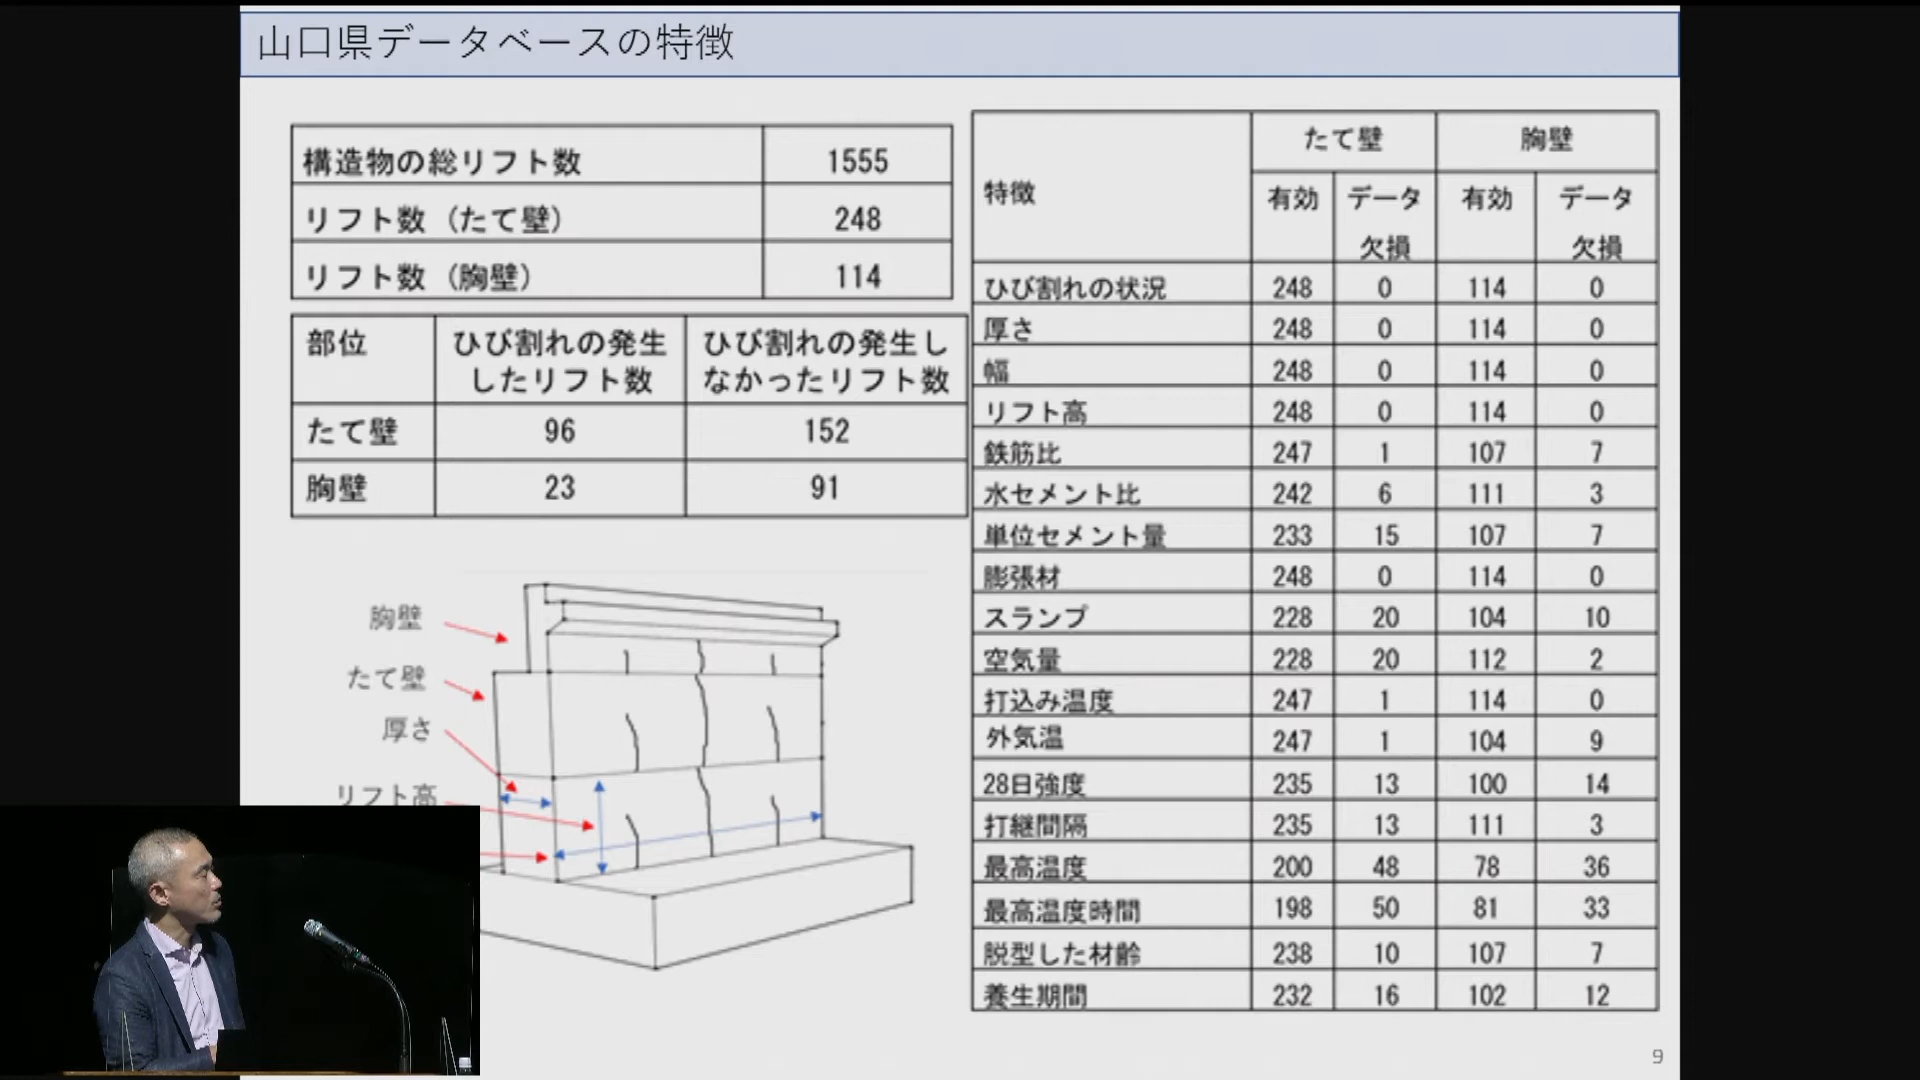 山口県データベースの特徴
構造物の総リフト数 1555
リフト数（たて壁） 248
リフト数（胸壁） 114
部位 ひび割れの発生したリフト数 ひび割れの発生しなかったリフト数
たて壁 96 152
胸壁 23 91
胸壁
たて壁
厚さ
リフト高
特徴 たて壁 胸壁
有効 データ欠損 有効 データ欠損
ひび割れの状況 248 0 114 0
厚さ 248 0 114 0
幅 248 0 114 0
リフト高 248 0 114 0
鉄筋比 247 1 107 7
水セメント比 242 6 111 3
単位セメント量 233 15 107 7
膨張材 248 0 114 0
スランプ 228 20 104 10
空気量 228 20 112 2
打込み温度 247 1 114 0
外気温 247 1 104 9
28日強度 235 13 100 14
打継間隔 235 13 111 3
最高温度 200 48 78 36
最高温度時間 198 50 81 33
脱型した材齢 238 10 107 7
養生期間 232 16 102 12
9